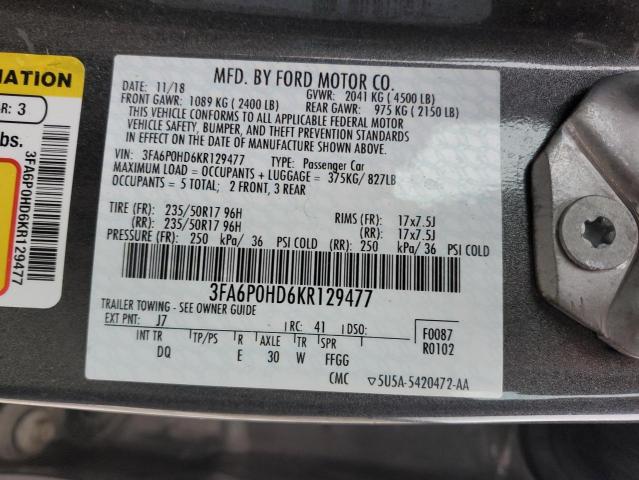 MATION
R: 3
bs.
3FA6P0HD6KR129477
MFD. BY FORD MOTOR CO.
DATE: 11/18 GVWR: 2041 KG ( 4500 LB)
FRONT GAWR: 1089 KG ( 2400 LB) REAR GAWR: 975 KG ( 2150 LB)
THIS VEHICLE CONFORMS TO ALL APPLICABLE FEDERAL MOTOR
VEHICLE SAFETY, BUMPER, AND THEFT PREVENTION STANDARDS
IN EFFECT ON THE DATE OF MANUFACTURE SHOWN ABOVE.
VIN: 3FA6P0HD6KR129477 TYPE: Passenger Car
MAXIMUM LOAD = OCCUPANTS + LUGGAGE = 375KG/ 827LB
OCCUPANTS = 5 TOTAL; 2 FRONT, 3 REAR
TIRE (FR): 235/50R17 96H RIMS (FR): 17x7.5J
(RR): 235/50R17 96H (RR): 17x7.5J
PRESSURE (FR): 250 kPa/ 36 PSI COLD (RR): 250 kPa/ 36 PSI COLD
3FA6P0HD6KR129477
TRAILER TOWING - SEE OWNER GUIDE
EXT PNT: J7 RC: 41 DSO: F0087
INT TR TP/PS R AXLE TR SPR R0102
DQ E 30 W FFGG
CMC ▽5U5A-5420472-AA